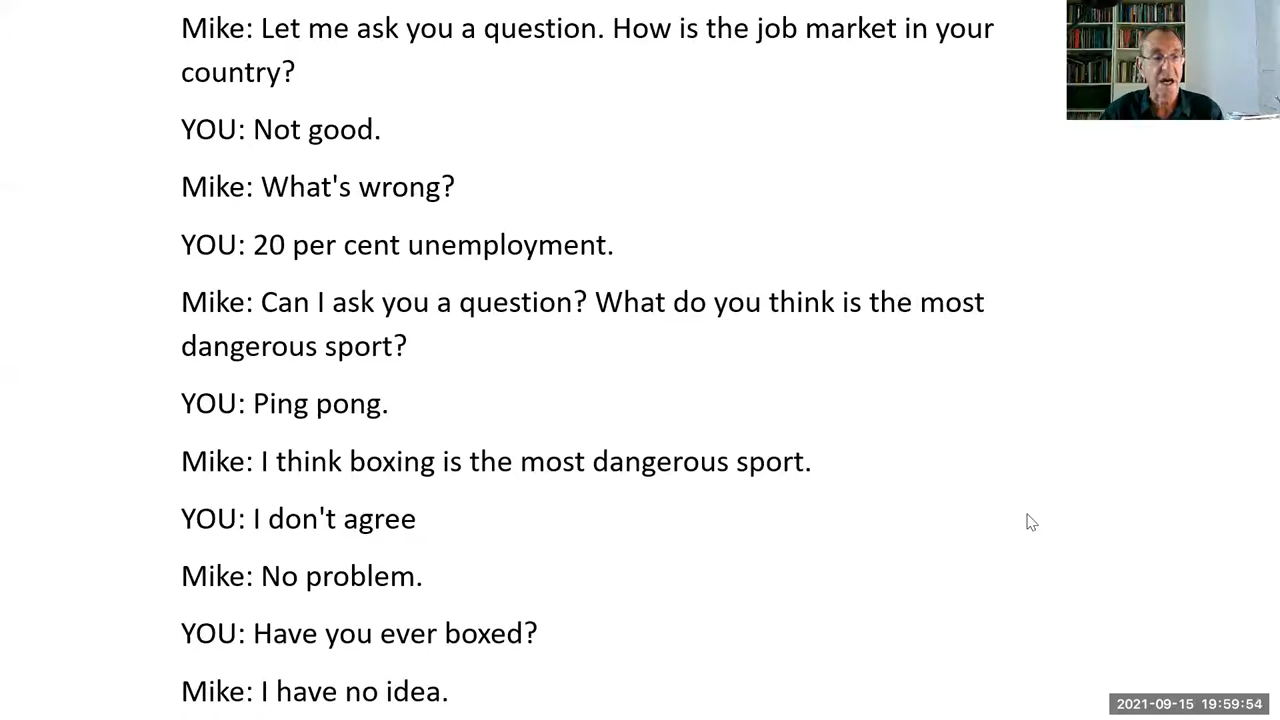 Mike: Let me ask you a question. How is the job market in your
country?
YOU: Not good.
Mike: What's wrong?
YOU: 20 per cent unemployment.
Mike: Can I ask you a question? What do you think is the most
dangerous sport?
YOU: Ping pong.
Mike: I think boxing is the most dangerous sport.
YOU: I don't agree
Mike: No problem.
YOU: Have you ever boxed?
Mike: I have no idea.
2021-09-15 19:59:54